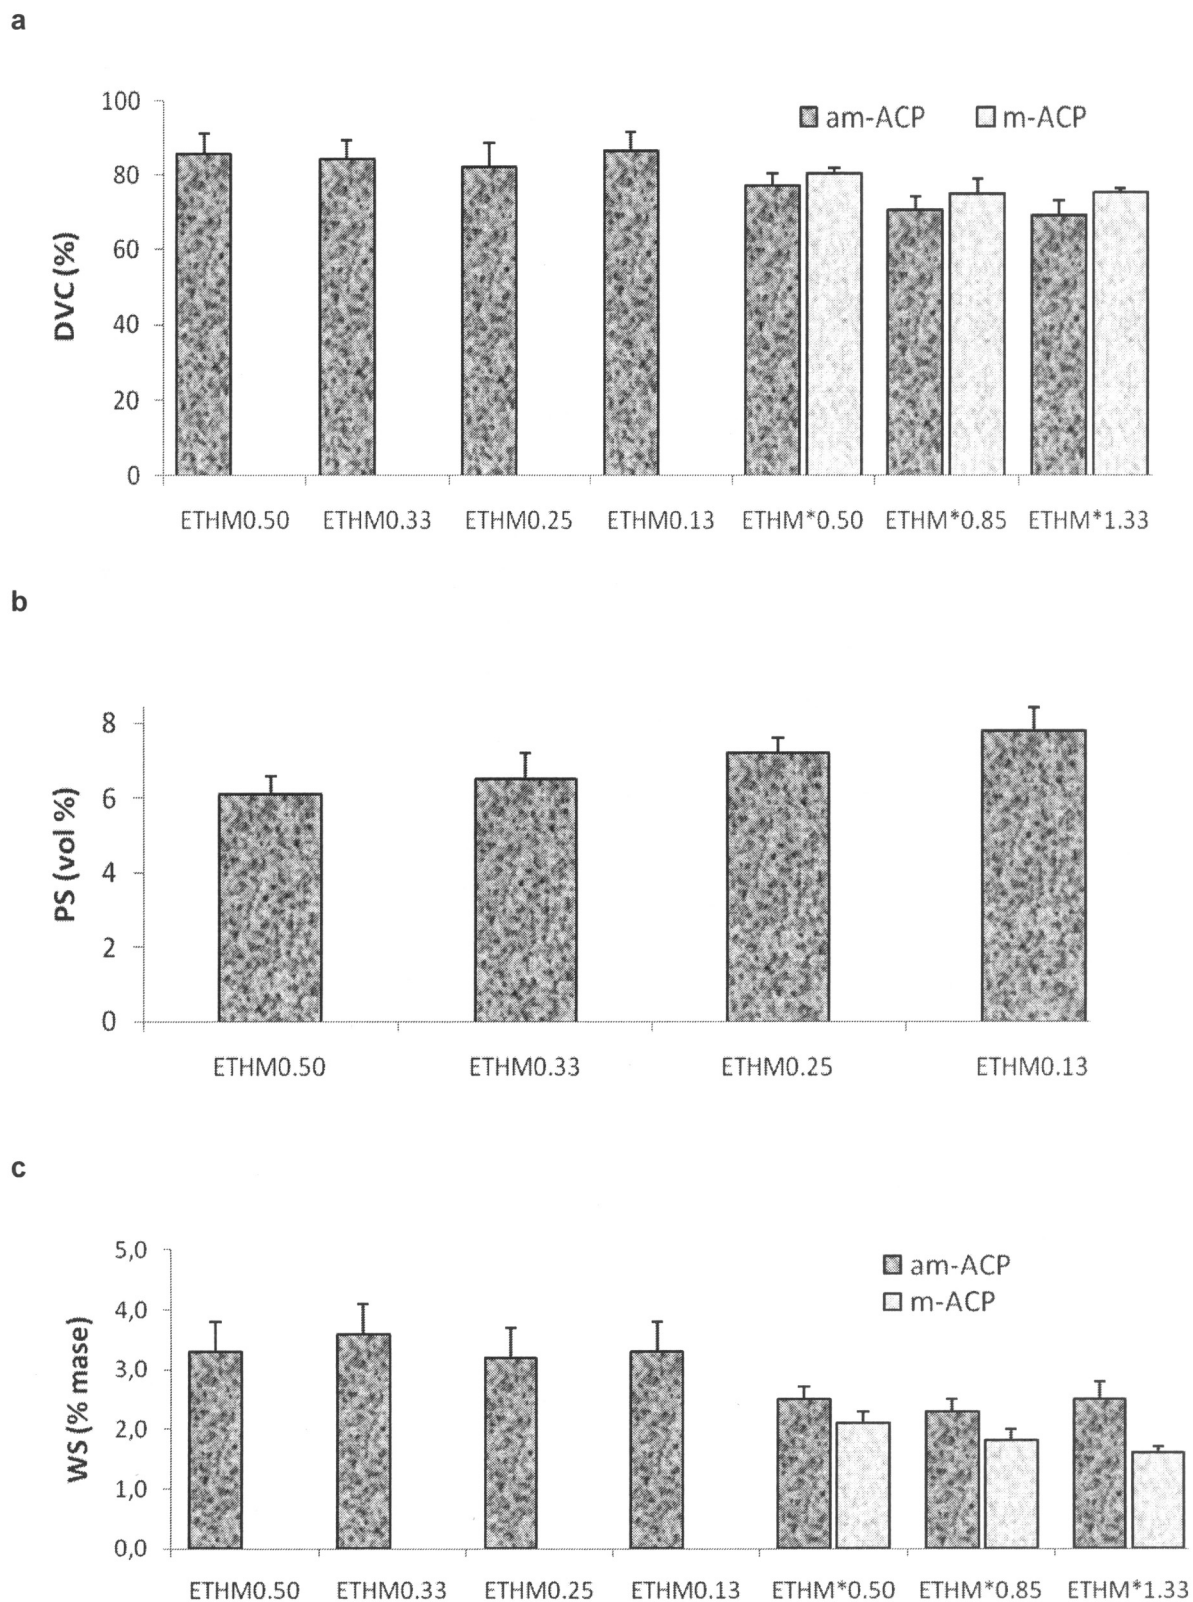 a
100
80
60
40
20
0
DVC (%)
am-ACP m-ACP
ETHM0.50 ETHM0.33 ETHM0.25 ETHM0.13 ETHM*0.50 ETHM*0.85 ETHM*1.33
b
8
6
4
2
0
PS (vol %)
ETHM0.50 ETHM0.33 ETHM0.25 ETHM0.13
c
5,0
4,0
3,0
2,0
1,0
0,0
WS (% mase)
am-ACP
m-ACP
ETHM0.50 ETHM0.33 ETHM0.25 ETHM0.13 ETHM*0.50 ETHM*0.85 ETHM*1.33